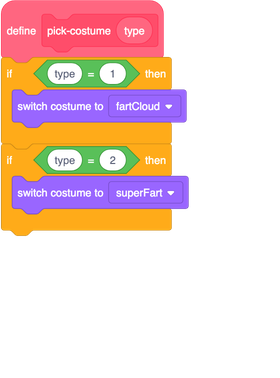 define pick-costume type
if type = 1 then
switch costume to fartCloud
if type = 2 then
switch costume to superFart